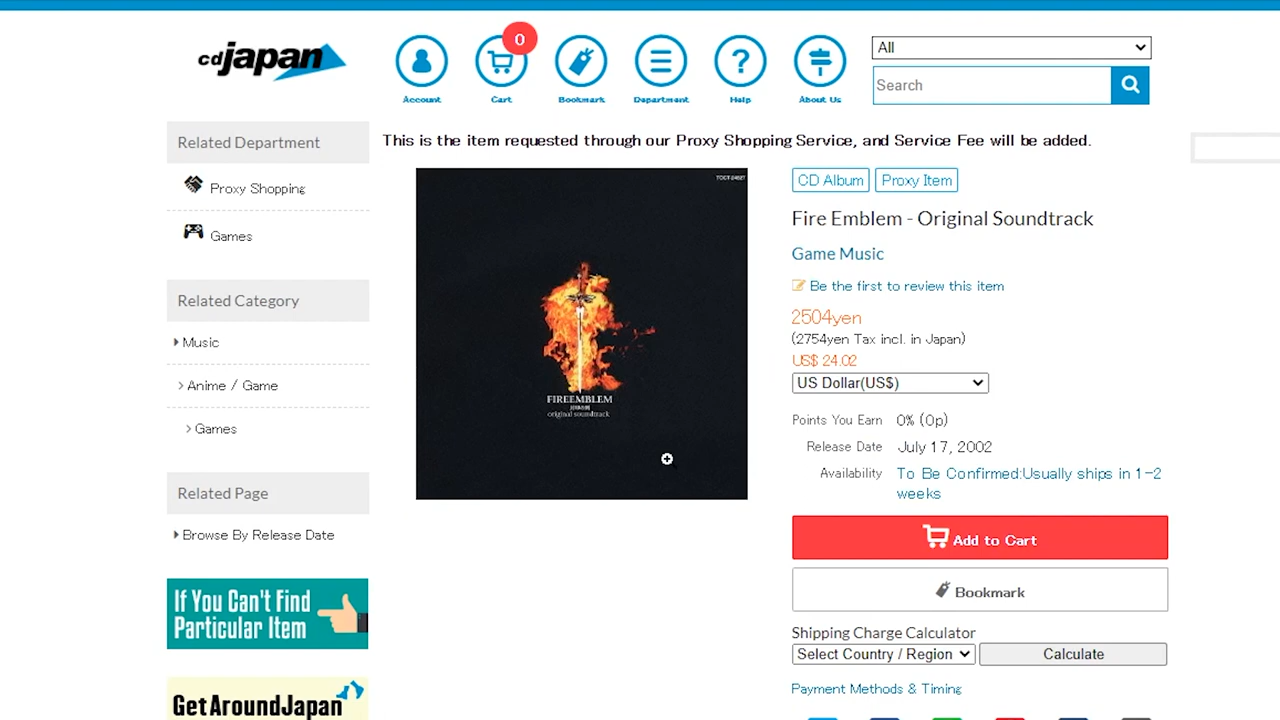 cdjapan
0
Account
Cart
Bookmark
Department
Help
About Us
All
Search
Related Department
Proxy Shopping
Games
Related Category
Music
Anime / Game
Games
Related Page
Browse By Release Date
If You Can't Find
Particular Item
GetAroundJapan
This is the item requested through our Proxy Shopping Service, and Service Fee will be added.
FIREEMBLEM
original soundtrack
CD Album
Proxy Item
Fire Emblem - Original Soundtrack
Game Music
Be the first to review this item
2504yen
(2754yen Tax incl. in Japan)
US$ 24.02
US Dollar(US$)
Points You Earn 0% (0p)
Release Date July 17, 2002
Availability To Be Confirmed:Usually ships in 1-2
weeks
Add to Cart
Bookmark
Shipping Charge Calculator
Select Country / Region
Calculate
Payment Methods & Timing